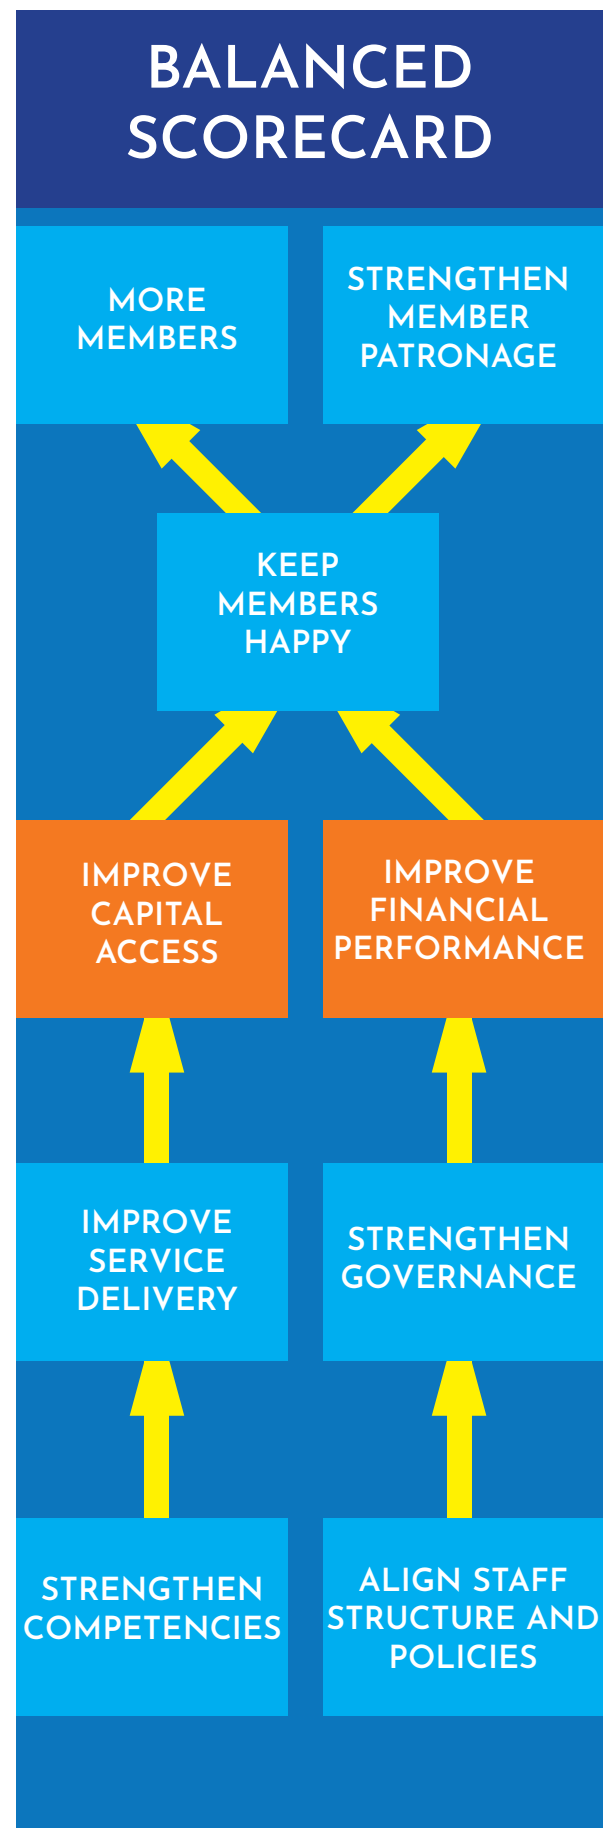 BALANCED
SCORECARD
MORE
MEMBERS
STRENGTHEN
MEMBER
PATRONAGE
KEEP
MEMBERS
HAPPY
IMPROVE
CAPITAL
ACCESS
IMPROVE
FINANCIAL
PERFORMANCE
IMPROVE
SERVICE
DELIVERY
STRENGTHEN
GOVERNANCE
STRENGTHEN
COMPETENCIES
ALIGN STAFF
STRUCTURE AND
POLICIES